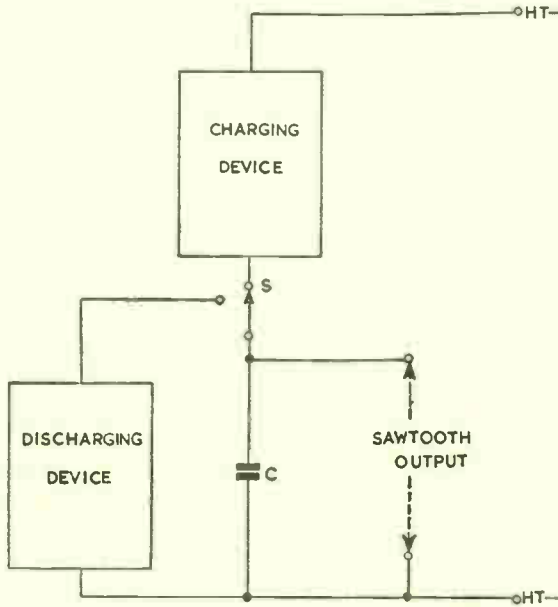 HT
CHARGING
DEVICE
S
DISCHARGING
DEVICE
C
SAWTOOTH
OUTPUT
HT-